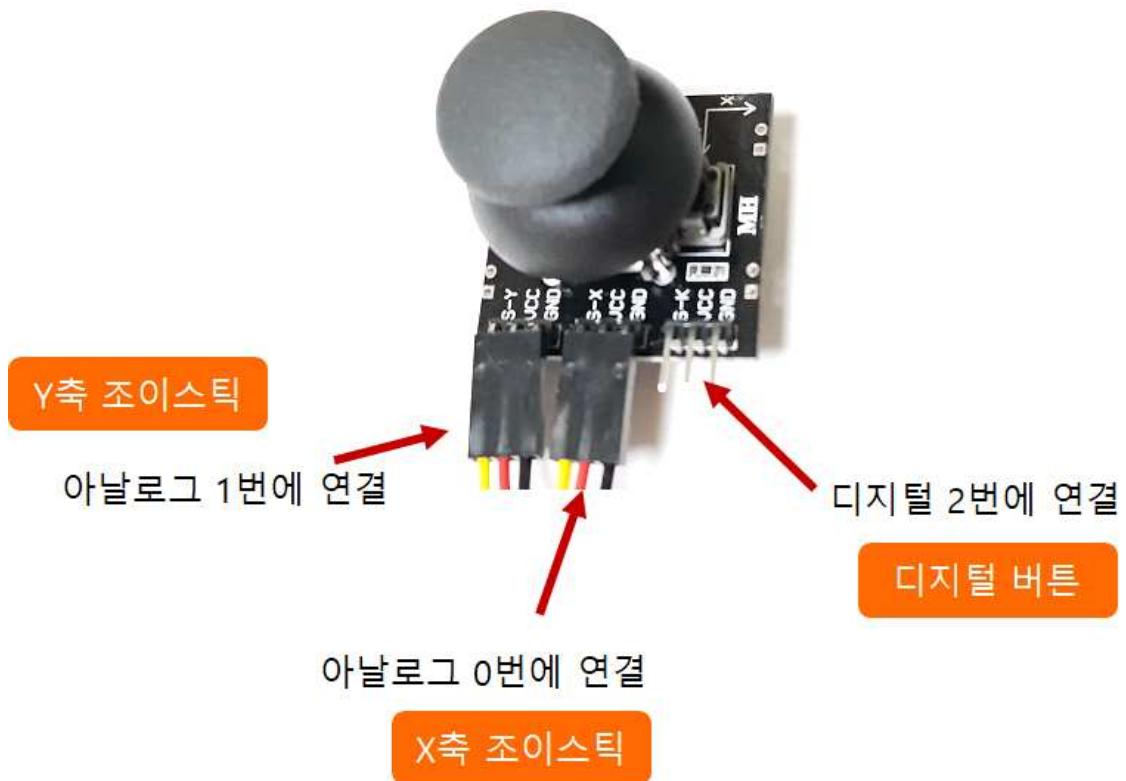 X
MH
S-Y
VCC
GND
S-X
VCC
GND
S-K
VCC
GND
Y축 조이스틱
아날로그 1번에 연결
디지털 2번에 연결
디지털 버튼
아날로그 0번에 연결
X축 조이스틱